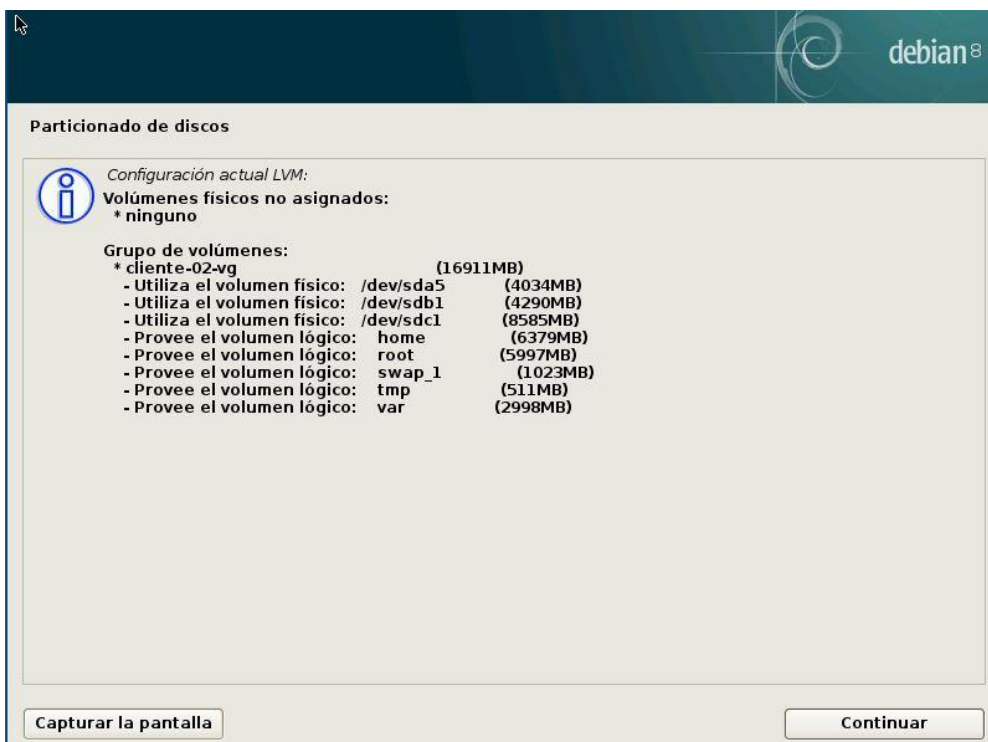 debian 8
Particionado de discos
Configuración actual LVM:
Volúmenes físicos no asignados:
* ninguno
Grupo de volúmenes:
* cliente-02-vg (16911MB)
- Utiliza el volumen físico: /dev/sda5 (4034MB)
- Utiliza el volumen físico: /dev/sdb1 (4290MB)
- Utiliza el volumen físico: /dev/sdc1 (8585MB)
- Provee el volumen lógico: home (6379MB)
- Provee el volumen lógico: root (5997MB)
- Provee el volumen lógico: swap_1 (1023MB)
- Provee el volumen lógico: tmp (511MB)
- Provee el volumen lógico: var (2998MB)
Capturar la pantalla
Continuar